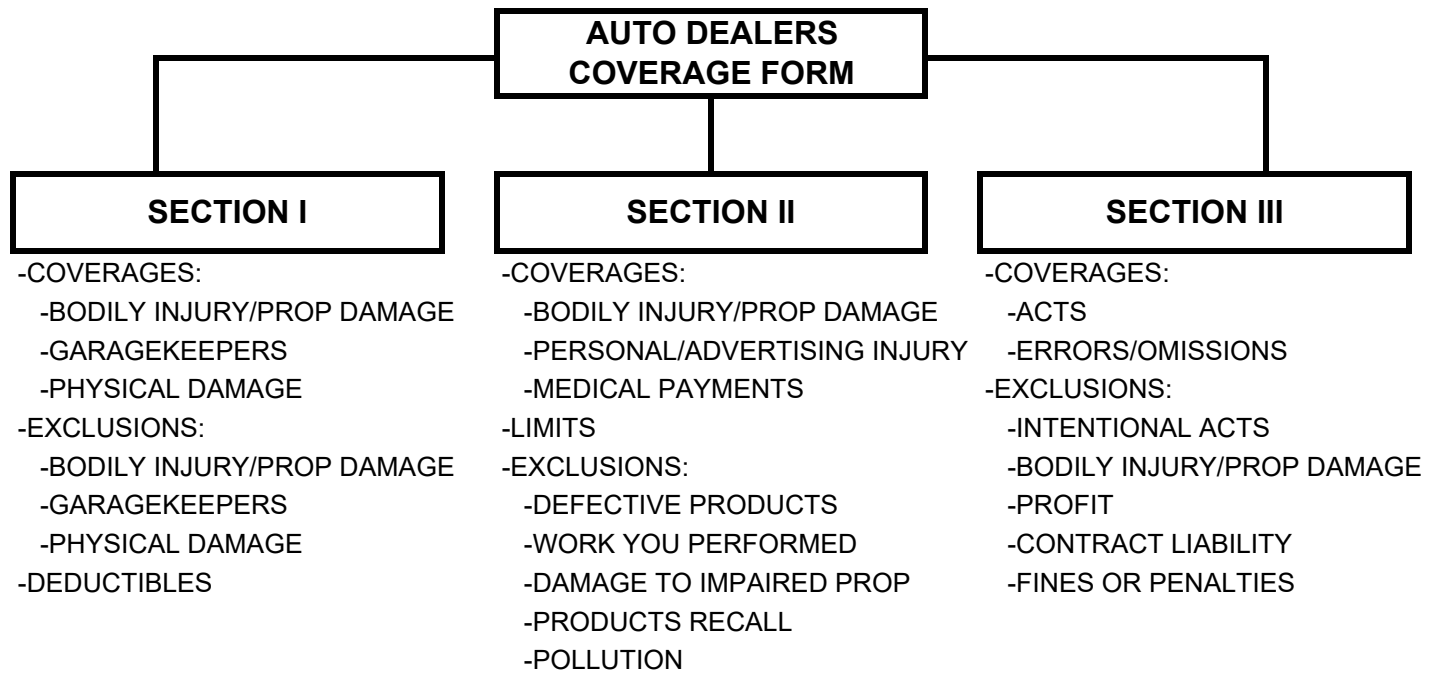 AUTO DEALERS
COVERAGE FORM
SECTION I
-COVERAGES:
-BODILY INJURY/PROP DAMAGE
-GARAGEKEEPERS
-PHYSICAL DAMAGE
-EXCLUSIONS:
-BODILY INJURY/PROP DAMAGE
-GARAGEKEEPERS
-PHYSICAL DAMAGE
-DEDUCTIBLES
SECTION II
-COVERAGES:
-BODILY INJURY/PROP DAMAGE
-PERSONAL/ADVERTISING INJURY
-MEDICAL PAYMENTS
-LIMITS
-EXCLUSIONS:
-DEFECTIVE PRODUCTS
-WORK YOU PERFORMED
-DAMAGE TO IMPAIRED PROP
-PRODUCTS RECALL
-POLLUTION
SECTION III
-COVERAGES:
-ACTS
-ERRORS/OMISSIONS
-EXCLUSIONS:
-INTENTIONAL ACTS
-BODILY INJURY/PROP DAMAGE
-PROFIT
-CONTRACT LIABILITY
-FINES OR PENALTIES